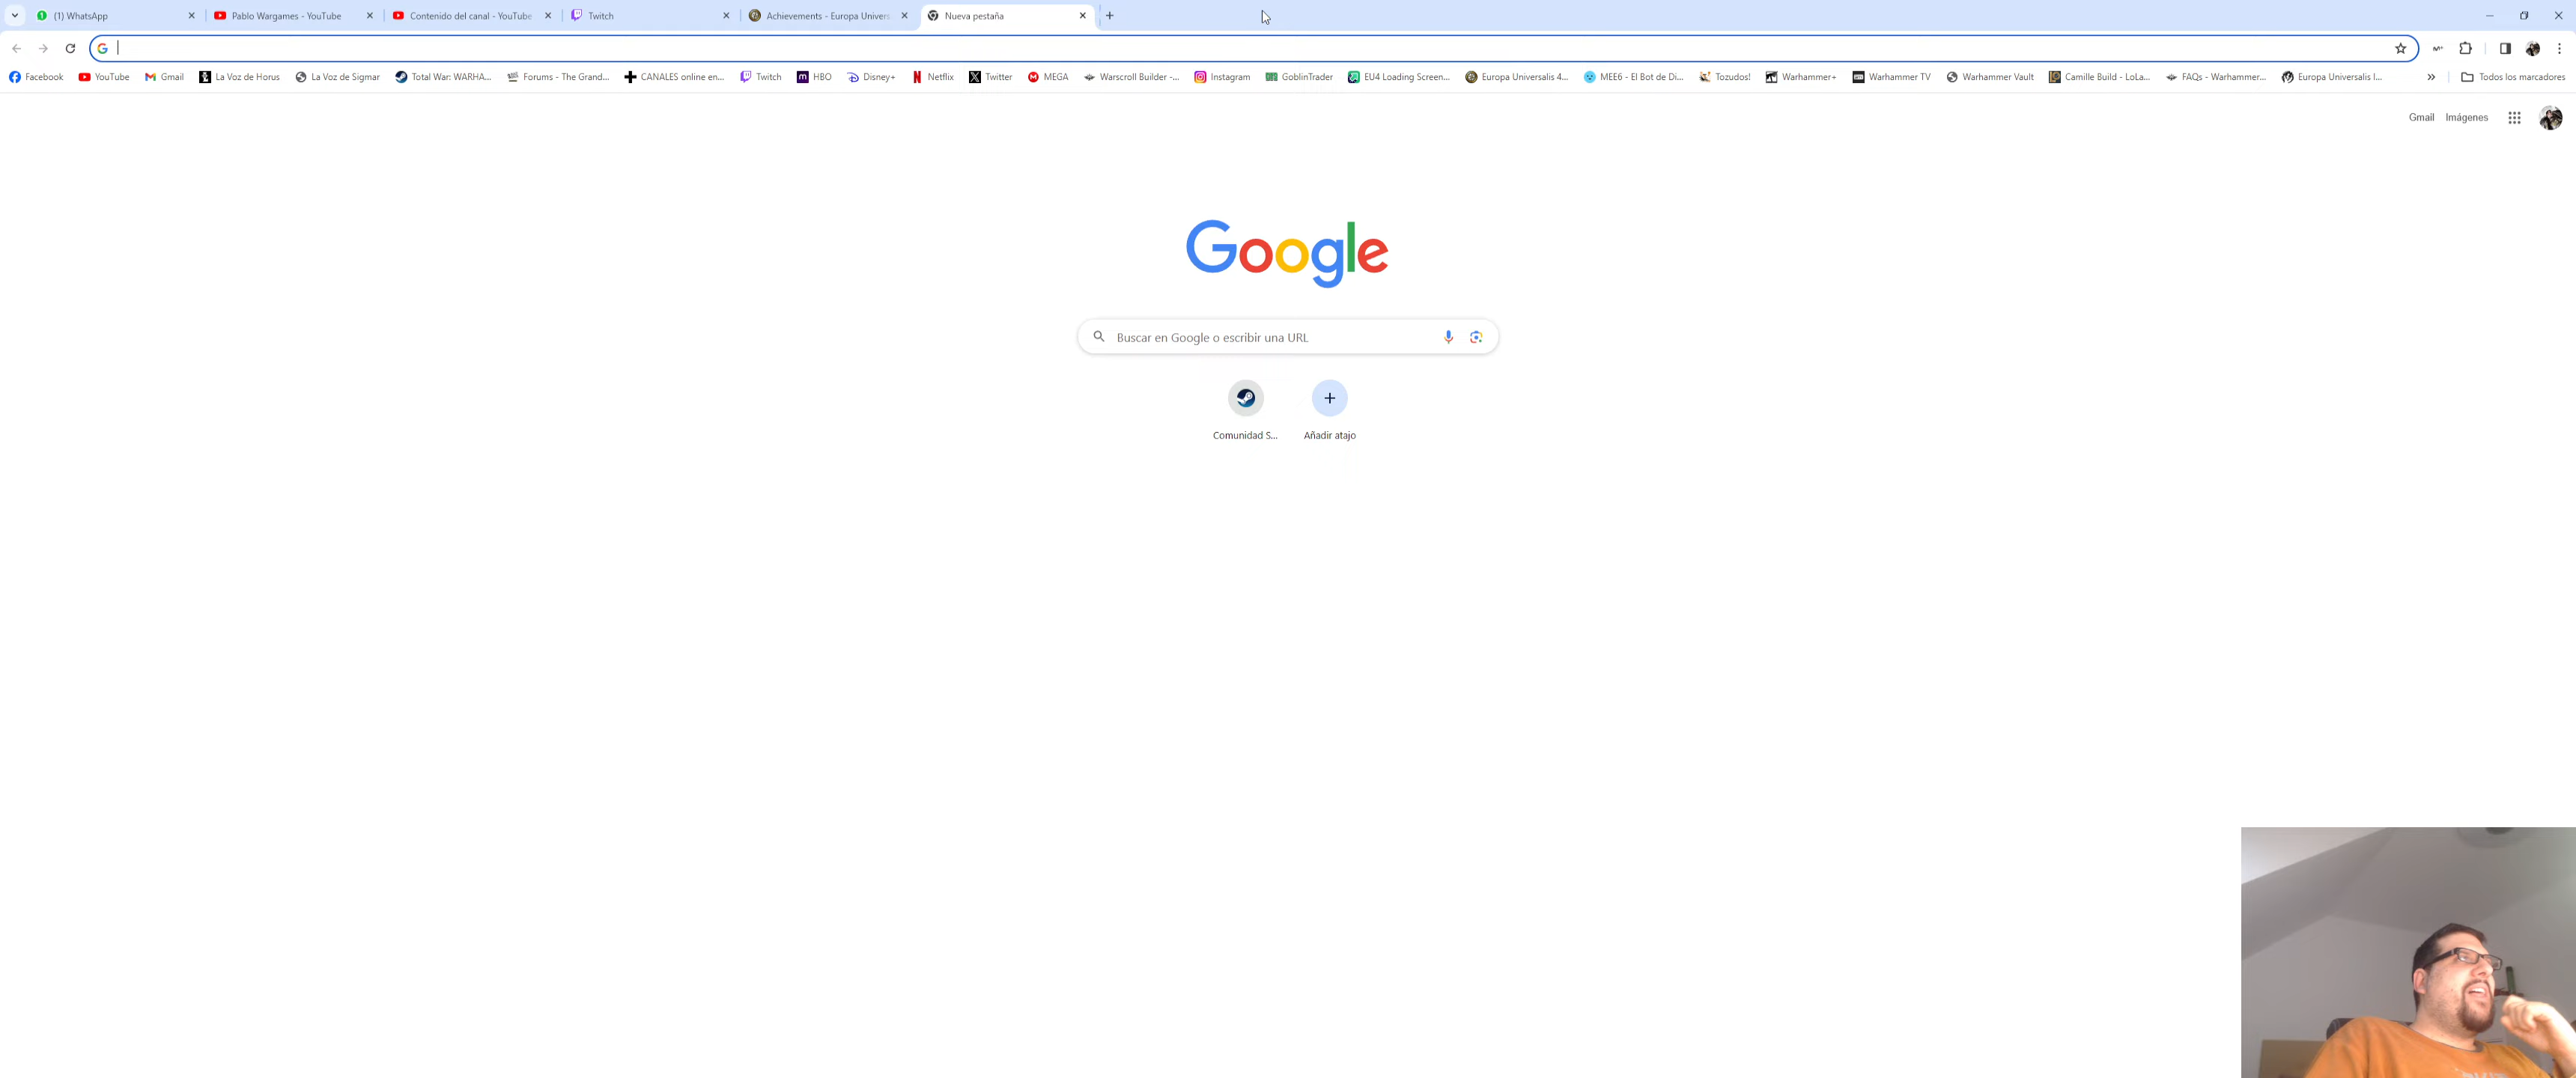 (1) WhatsApp
Pablo Wargames - YouTube
Contenido del canal - YouTube
Twitch
Achievements - Europa Univers
Nueva pestaña
Facebook
YouTube
Gmail
La Voz de Horus
La Voz de Sigmar
Total War: WARHA...
Forums - The Grand...
CANALES online en...
Twitch
HBO
Disney+
Netflix
Twitter
MEGA
Warscroll Builder -...
Instagram
GoblinTrader
EU4 Loading Screen...
Europa Universalis 4...
MEE6 - El Bot de Di...
Tozudos!
Warhammer+
Warhammer TV
Warhammer Vault
Camille Build - LoLa...
FAQs - Warhammer...
Europa Universalis I...
Todos los marcadores
Gmail
Imágenes
Google
Buscar en Google o escribir una URL
Comunidad S...
Añadir atajo